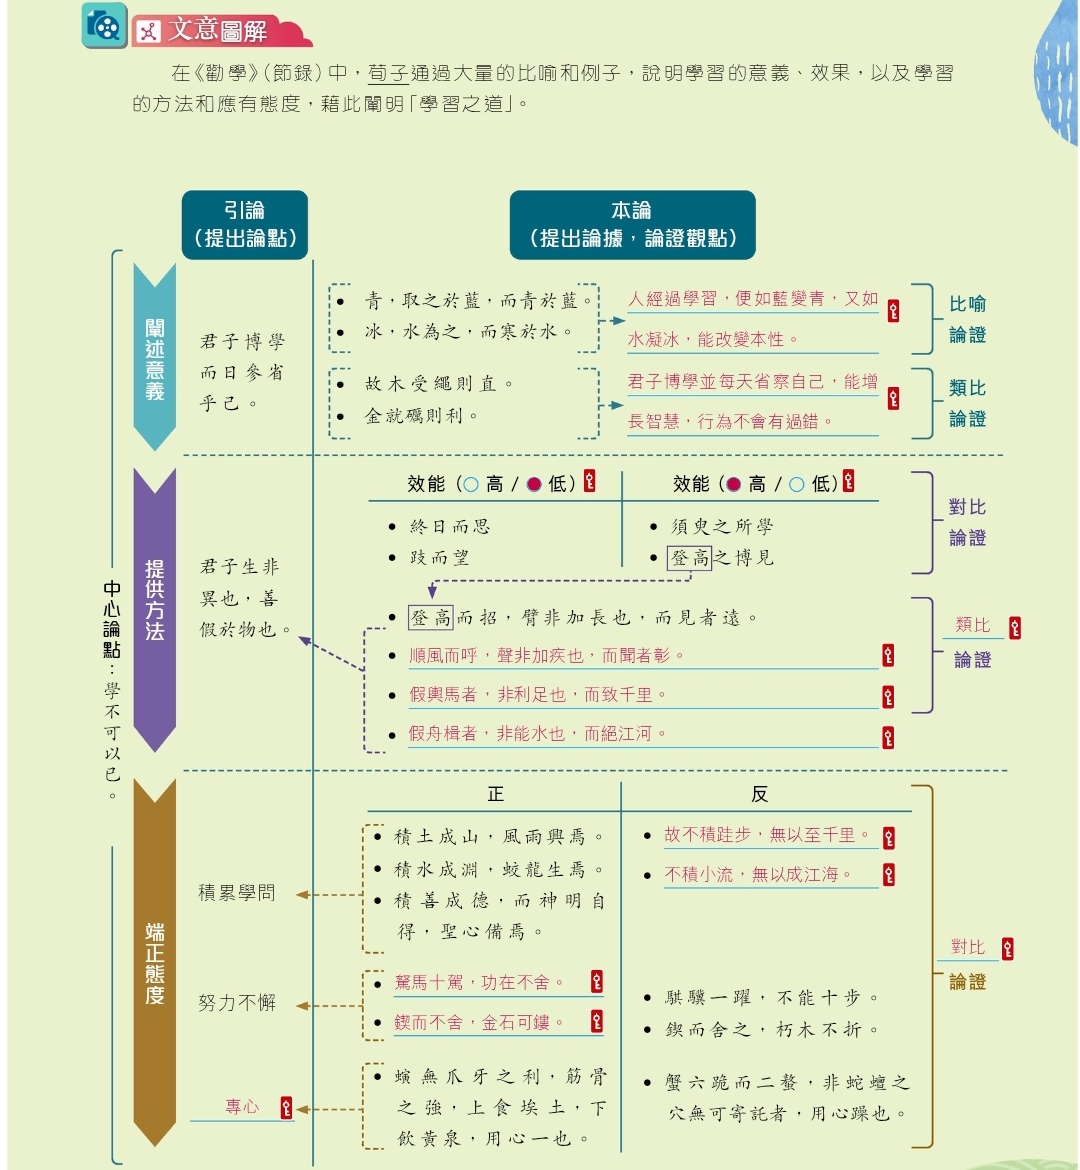 文意圖解
在《勸學》（節錄）中，荀子通過大量的比喻和例子，說明學習的意義、效果，以及學習
的方法和應有態度，藉此闡明「學習之道」。
引論
（提出論點）
本論
（提出論據，論證觀點）
中心論點：學不可以已。
闡述意義
君子博學
而日參省
乎己。
青，取之於藍，而青於藍。
冰，水為之，而寒於水。
人經過學習，便如藍變青，又如
水凝冰，能改變本性。
比喻
論證
故木受繩則直。
金就礪則利。
君子博學並每天省察自己，能增
長智慧，行為不會有過錯。
類比
論證
提供方法
君子生非
異也，善
假於物也。
效能（○ 高 / ● 低）
效能（● 高 / ○ 低）
終日而思
跂而望
須臾之所學
登高之博見
對比
論證
登高而招，臂非加長也，而見者遠。
順風而呼，聲非加疾也，而聞者彰。
假輿馬者，非利足也，而致千里。
假舟楫者，非能水也，而絕江河。
類比
論證
端正態度
正
反
積累學問
積土成山，風雨興焉。
積水成淵，蛟龍生焉。
積善成德，而神明自
得，聖心備焉。
故不積跬步，無以至千里。
不積小流，無以成江海。
努力不懈
駑馬十駕，功在不舍。
鍥而不舍，金石可鏤。
騏驥一躍，不能十步。
鍥而舍之，朽木不折。
專心
螾無爪牙之利，筋骨
之強，上食埃土，下
飲黃泉，用心一也。
蟹六跪而二螯，非蛇蟺之
穴無可寄託者，用心躁也。
對比
論證